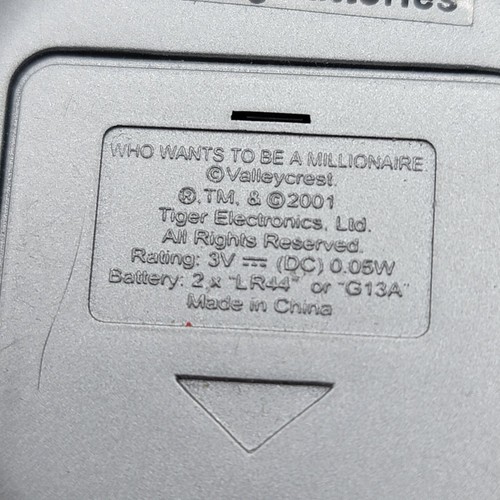 WHO WANTS TO BE A MILLIONAIRE
©Valleycrest.
®,TM, & ©2001
Tiger Electronics, Ltd.
All Rights Reserved.
Rating: 3V ⎓ (DC) 0.05W
Battery: 2 x "LR44" or "G13A"
Made in China